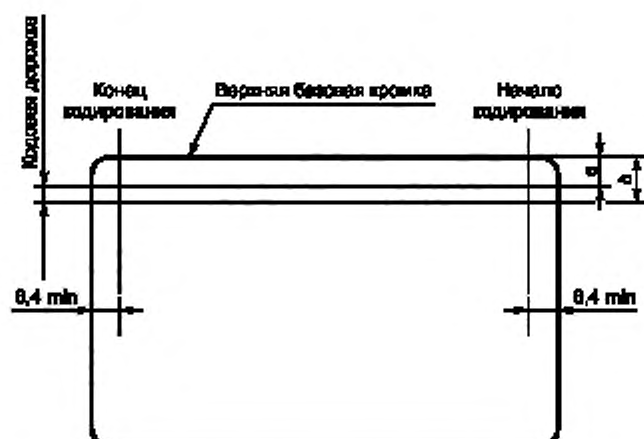 Кодовая дорожка
Конец
кодирования
Верхняя базовая кромка
Начало
кодирования
a
b
6,4 min
6,4 min